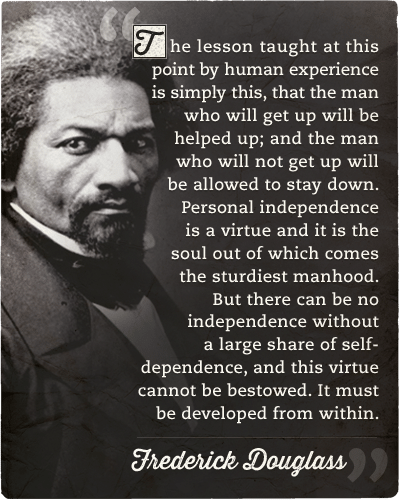 The lesson taught at this
point by human experience
is simply this, that the man
who will get up will be
helped up; and the man
who will not get up will
be allowed to stay down.
Personal independence
is a virtue and it is the
soul out of which comes
the sturdiest manhood.
But there can be no
independence without
a large share of self-
dependence, and this virtue
cannot be bestowed. It must
be developed from within.
Frederick Douglass